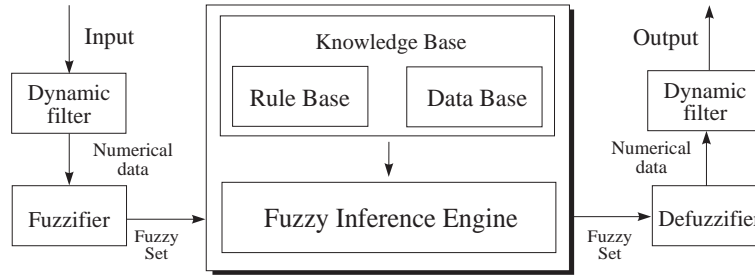 Input
Knowledge Base
Output
Rule Base
Data Base
Dynamic
filter
Dynamic
filter
Numerical
data
Numerical
data
Fuzzifier
Fuzzy
Set
Fuzzy Inference Engine
Fuzzy
Set
Defuzzifier